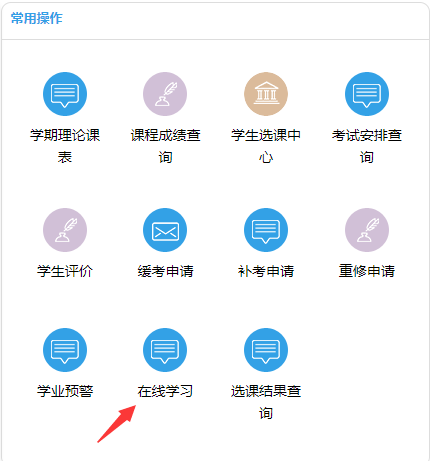 常用操作
学期理论课
表
课程成绩查
询
学生选课中
心
考试安排查
询
学生评价
缓考申请
补考申请
重修申请
学业预警
在线学习
选课结果查
询